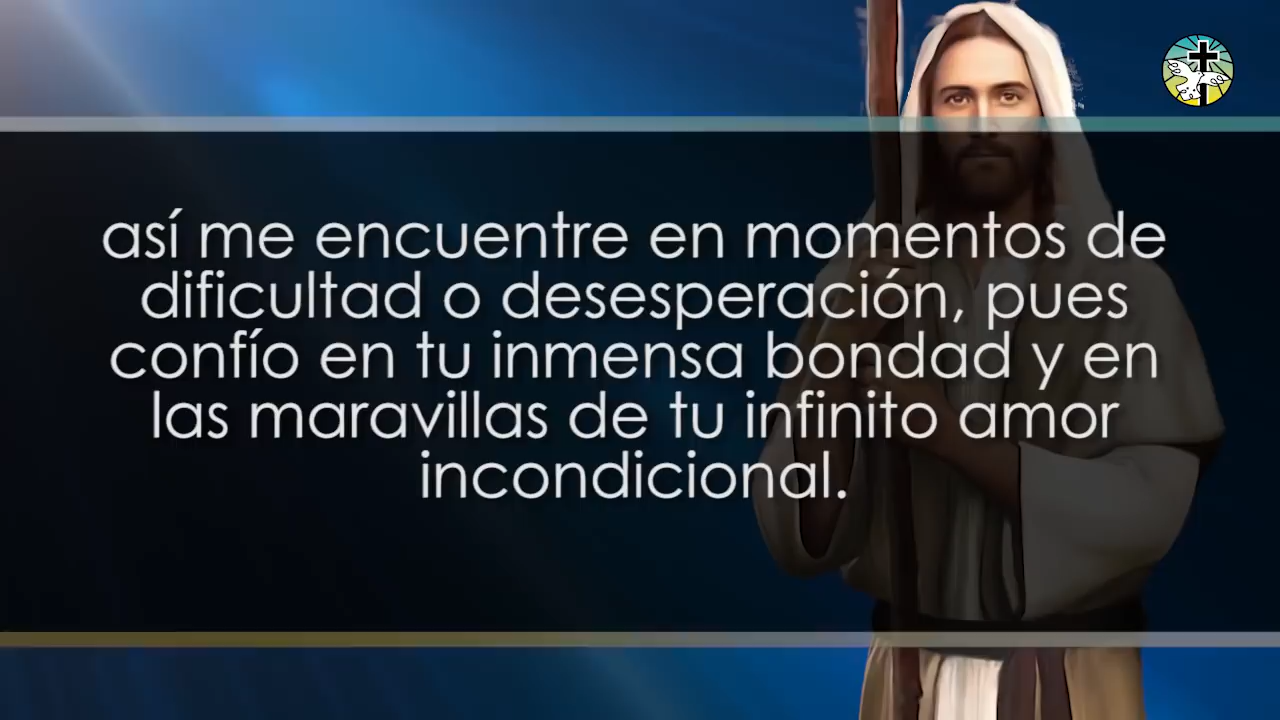 así me encuentre en momentos de
dificultad o desesperación, pues
confío en tu inmensa bondad y en
las maravillas de tu infinito amor
incondicional.